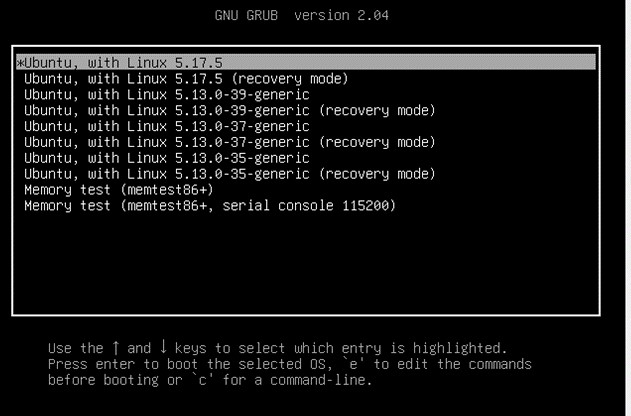 GNU GRUB  version 2.04
*Ubuntu, with Linux 5.17.5
Ubuntu, with Linux 5.17.5 (recovery mode)
Ubuntu, with Linux 5.13.0-39-generic
Ubuntu, with Linux 5.13.0-39-generic (recovery mode)
Ubuntu, with Linux 5.13.0-37-generic
Ubuntu, with Linux 5.13.0-37-generic (recovery mode)
Ubuntu, with Linux 5.13.0-35-generic
Ubuntu, with Linux 5.13.0-35-generic (recovery mode)
Memory test (memtest86+)
Memory test (memtest86+, serial console 115200)
Use the ↑ and ↓ keys to select which entry is highlighted.
Press enter to boot the selected OS, `e' to edit the commands
before booting or `c' for a command-line.